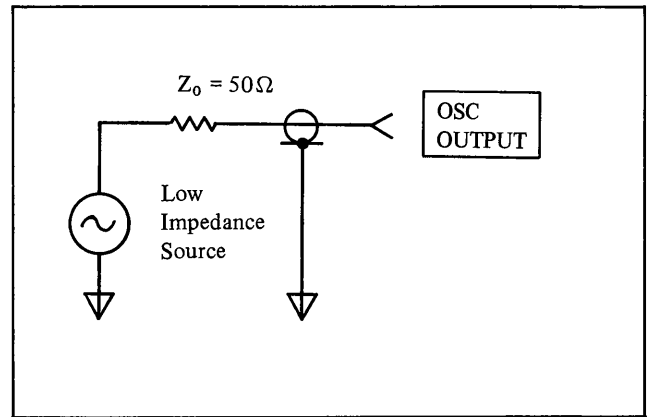 Z₀ = 50Ω
OSC
OUTPUT
Low
Impedance
Source